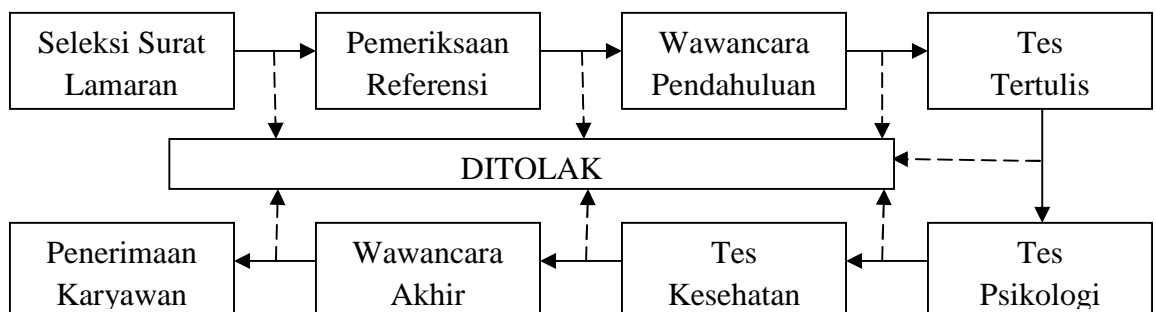 Seleksi Surat
Lamaran
Pemeriksaan
Referensi
Wawancara
Pendahuluan
Tes
Tertulis
DITOLAK
Penerimaan
Karyawan
Wawancara
Akhir
Tes
Kesehatan
Tes
Psikologi